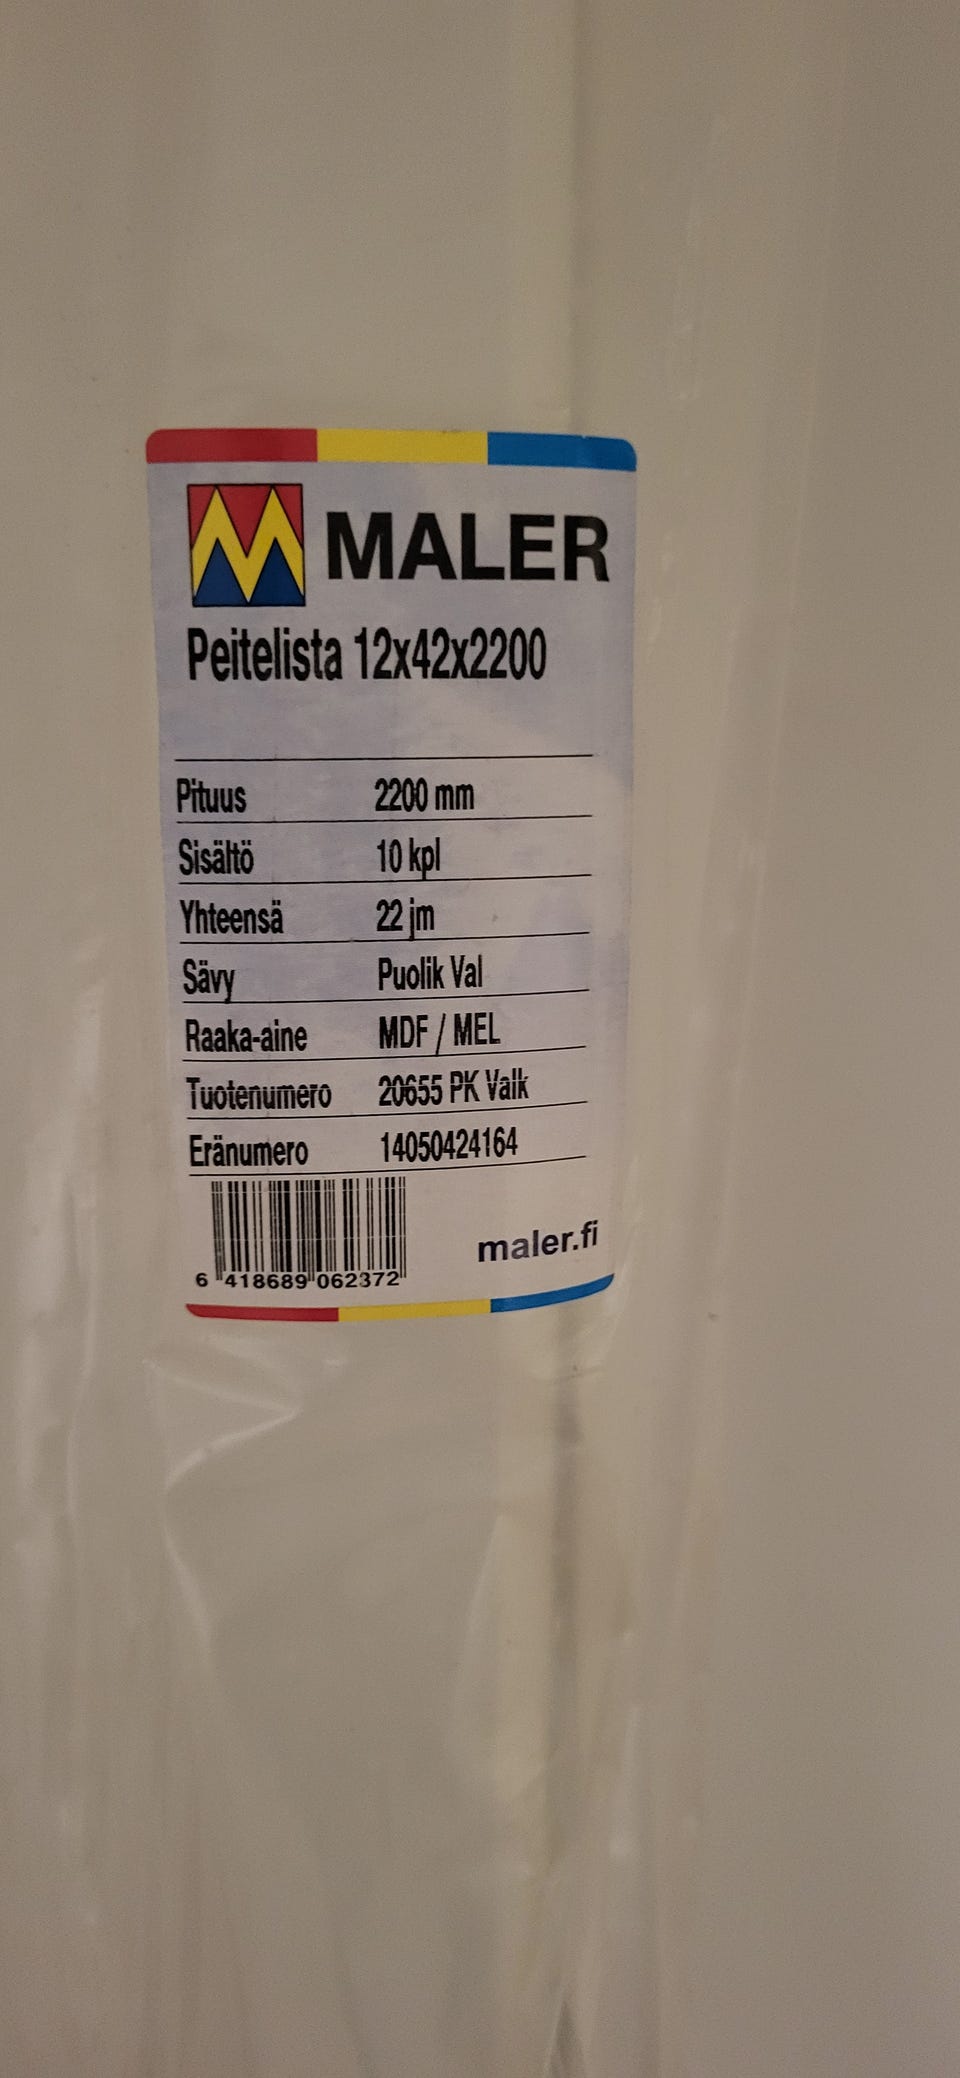 MALER
Peitelista 12x42x2200
Pituus 2200 mm
Sisältö 10 kpl
Yhteensä 22 jm
Sävy Puolik Val
Raaka-aine MDF / MEL
Tuotenumero 20655 PK Valk
Eränumero 14050424164
maler.fi
6 418689 062372